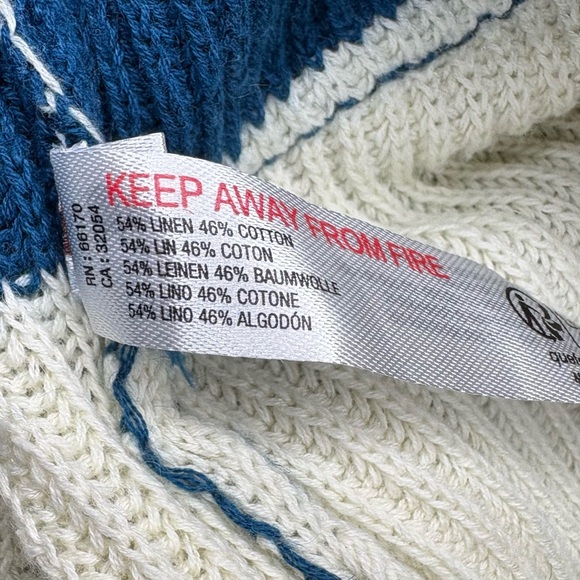 KEEP AWAY FROM FIRE
54% LINEN 46% COTTON
54% LIN 46% COTON
54% LEINEN 46% BAUMWOLLE
54% LINO 46% COTONE
54% LINO 46% ALGODÓN
RN : 66170
CA : 32054